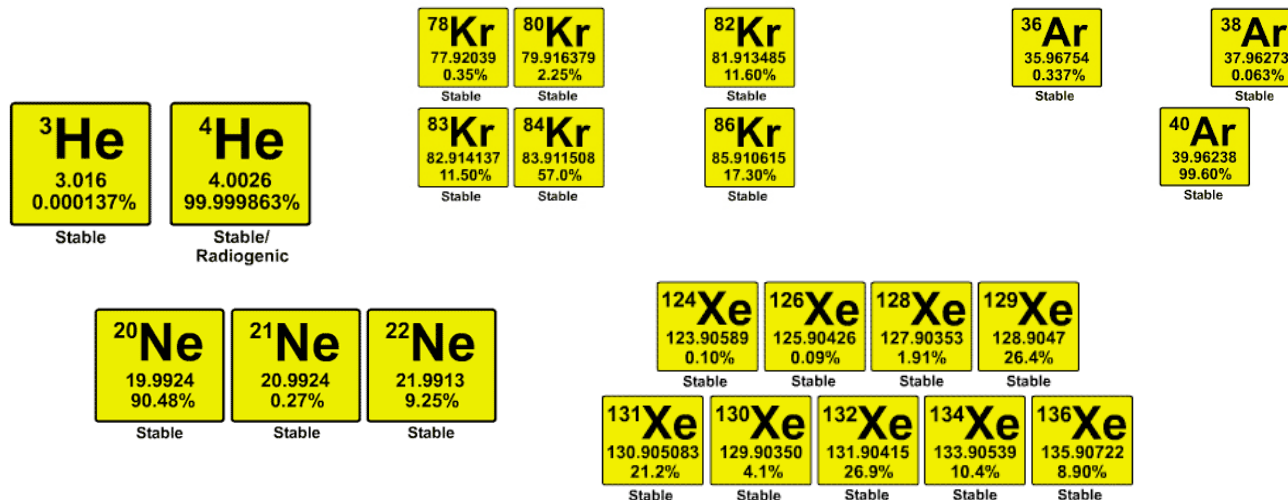 78Kr
77.92039
0.35%
Stable
80Kr
79.916379
2.25%
Stable
82Kr
81.913485
11.60%
Stable
36Ar
35.96754
0.337%
Stable
38Ar
37.96273
0.063%
Stable
3He
3.016
0.000137%
Stable
4He
4.0026
99.999863%
Stable/
Radiogenic
83Kr
82.914137
11.50%
Stable
84Kr
83.911508
57.0%
Stable
86Kr
85.910615
17.30%
Stable
40Ar
39.96238
99.60%
Stable
20Ne
19.9924
90.48%
Stable
21Ne
20.9924
0.27%
Stable
22Ne
21.9913
9.25%
Stable
124Xe
123.90589
0.10%
Stable
126Xe
125.90426
0.09%
Stable
128Xe
127.90353
1.91%
Stable
129Xe
128.9047
26.4%
Stable
131Xe
130.905083
21.2%
Stable
130Xe
129.90350
4.1%
Stable
132Xe
131.90415
26.9%
Stable
134Xe
133.90539
10.4%
Stable
136Xe
135.90722
8.90%
Stable